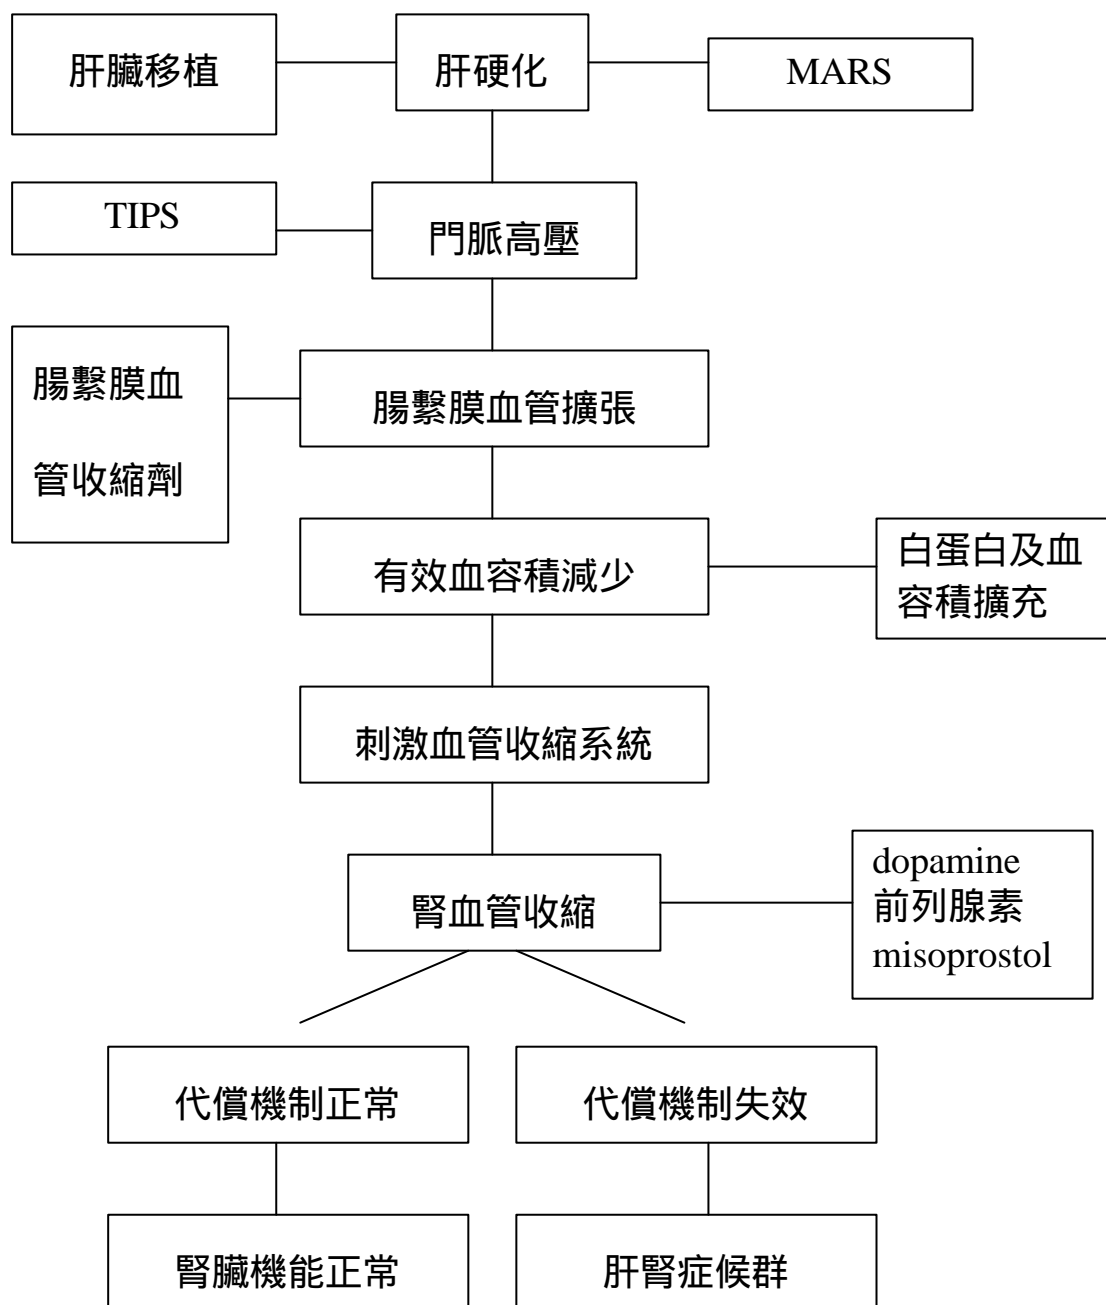 肝臟移植
肝硬化
MARS
TIPS
門脈高壓
腸繫膜血
管收縮劑
腸繫膜血管擴張
有效血容積減少
白蛋白及血
容積擴充
刺激血管收縮系統
腎血管收縮
dopamine
前列腺素
misoprostol
代償機制正常
代償機制失效
腎臟機能正常
肝腎症候群